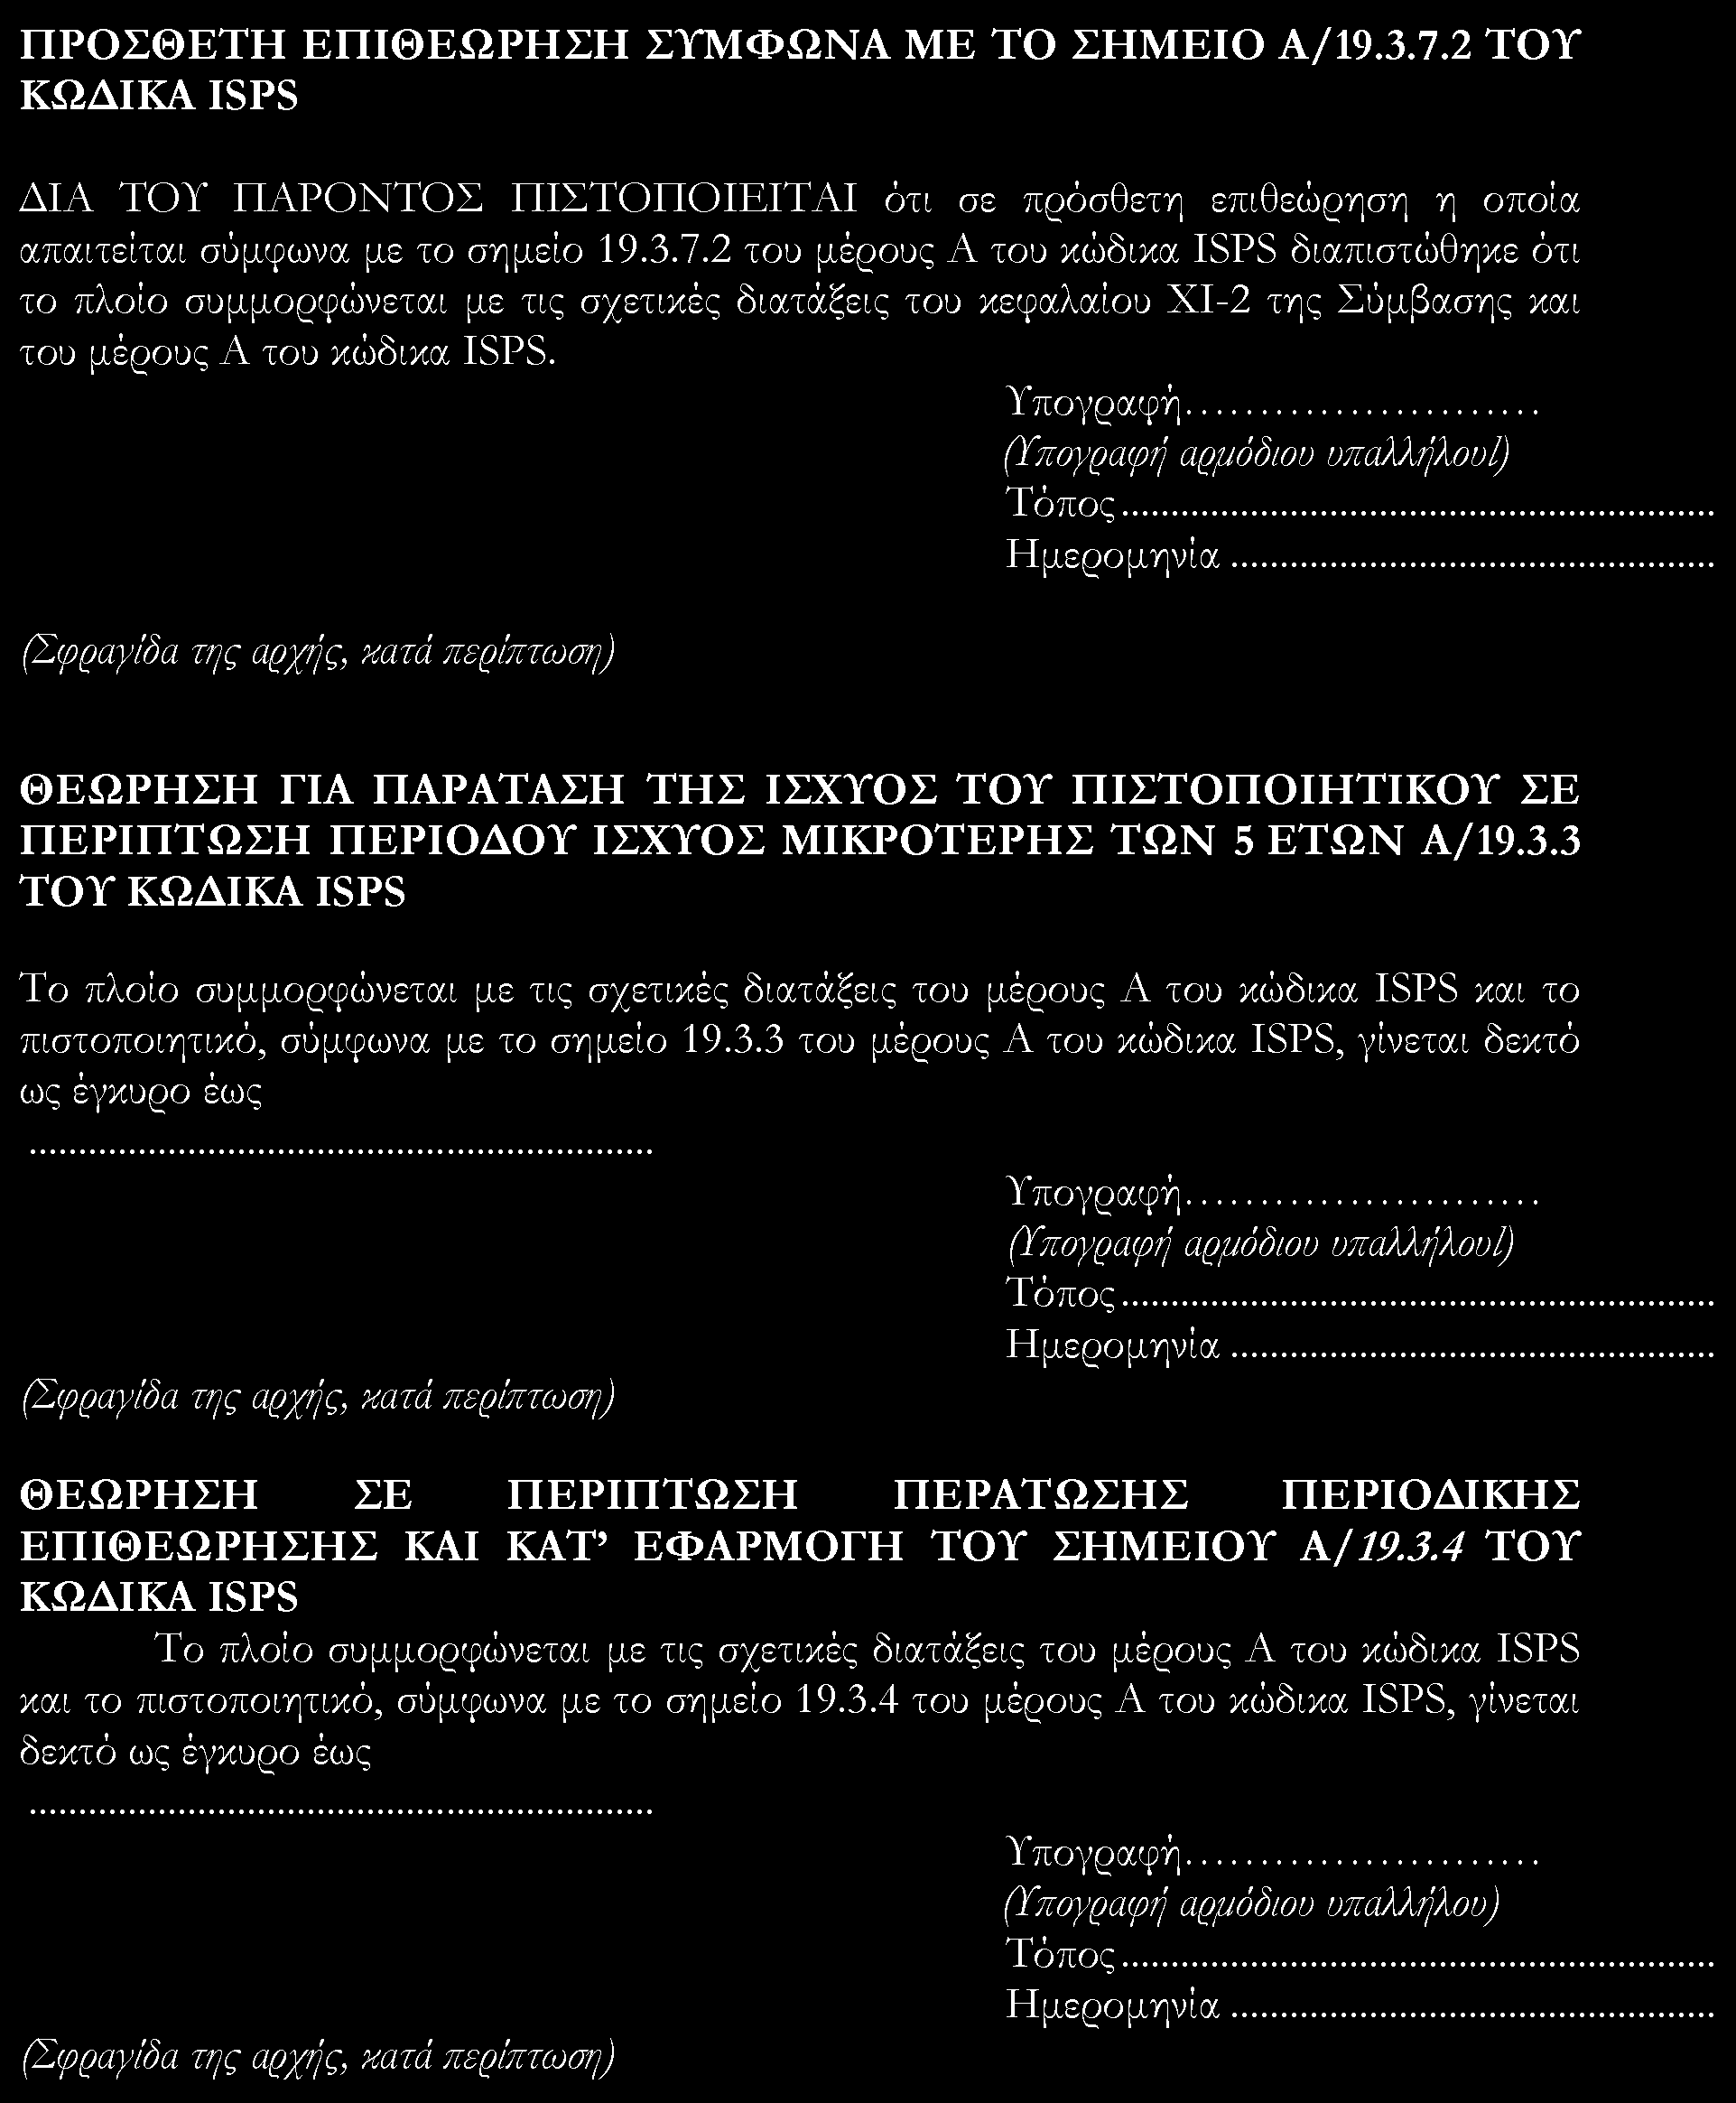 ΠΡΟΣΘΕΤΗ ΕΠΙΘΕΩΡΗΣΗ ΣΥΜΦΩΝΑ ΜΕ ΤΟ ΣΗΜΕΙΟ Α/19.3.7.2 ΤΟΥ
ΚΩΔΙΚΑ ISPS
ΔΙΑ ΤΟΥ ΠΑΡΟΝΤΟΣ ΠΙΣΤΟΠΟΙΕΙΤΑΙ ότι σε πρόσθετη επιθεώρηση η οποία
απαιτείται σύμφωνα με το σημείο 19.3.7.2 του μέρους Α του κώδικα ISPS διαπιστώθηκε ότι
το πλοίο συμμορφώνεται με τις σχετικές διατάξεις του κεφαλαίου ΧΙ-2 της Σύμβασης και
του μέρους Α του κώδικα ISPS.
Υπογραφή........................
(Υπογραφή αρμόδιου υπαλλήλουl)
Τόπος............................................................
Ημερομηνία.................................................
(Σφραγίδα της αρχής, κατά περίπτωση)
ΘΕΩΡΗΣΗ ΓΙΑ ΠΑΡΑΤΑΣΗ ΤΗΣ ΙΣΧΥΟΣ ΤΟΥ ΠΙΣΤΟΠΟΙΗΤΙΚΟΥ ΣΕ
ΠΕΡΙΠΤΩΣΗ ΠΕΡΙΟΔΟΥ ΙΣΧΥΟΣ ΜΙΚΡΟΤΕΡΗΣ ΤΩΝ 5 ΕΤΩΝ Α/19.3.3
ΤΟΥ ΚΩΔΙΚΑ ISPS
Το πλοίο συμμορφώνεται με τις σχετικές διατάξεις του μέρους Α του κώδικα ISPS και το
πιστοποιητικό, σύμφωνα με το σημείο 19.3.3 του μέρους Α του κώδικα ISPS, γίνεται δεκτό
ως έγκυρο έως
...............................................................
Υπογραφή........................
(Υπογραφή αρμόδιου υπαλλήλουl)
Τόπος............................................................
Ημερομηνία.................................................
(Σφραγίδα της αρχής, κατά περίπτωση)
ΘΕΩΡΗΣΗ ΣΕ ΠΕΡΙΠΤΩΣΗ ΠΕΡΑΤΩΣΗΣ ΠΕΡΙΟΔΙΚΗΣ
ΕΠΙΘΕΩΡΗΣΗΣ ΚΑΙ ΚΑΤ’ ΕΦΑΡΜΟΓΗ ΤΟΥ ΣΗΜΕΙΟΥ Α/19.3.4 ΤΟΥ
ΚΩΔΙΚΑ ISPS
Το πλοίο συμμορφώνεται με τις σχετικές διατάξεις του μέρους Α του κώδικα ISPS
και το πιστοποιητικό, σύμφωνα με το σημείο 19.3.4 του μέρους Α του κώδικα ISPS, γίνεται
δεκτό ως έγκυρο έως
...............................................................
Υπογραφή........................
(Υπογραφή αρμόδιου υπαλλήλου)
Τόπος............................................................
Ημερομηνία.................................................
(Σφραγίδα της αρχής, κατά περίπτωση)